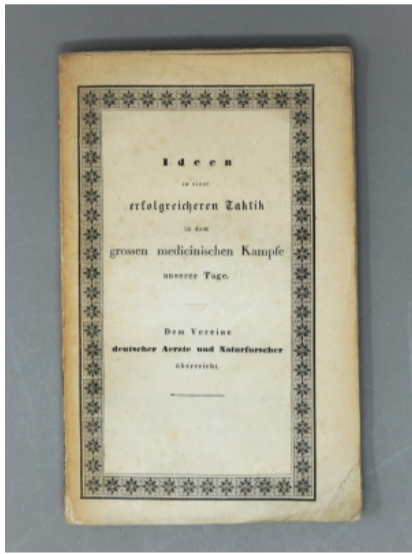 Ideen
zu einer
erfolgreicheren Taktik
in dem
grossen medicinischen Kampfe
unserer Tage.
Dem Vereine
deutscher Aerzte und Naturforscher
überreicht.